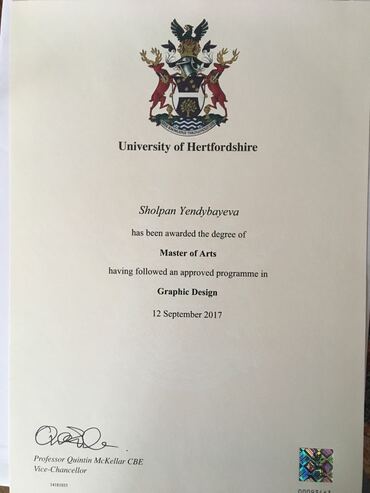 University of Hertfordshire
Sholpan Yendybayeva
has been awarded the degree of
Master of Arts
having followed an approved programme in
Graphic Design
12 September 2017
Professor Quintin McKellar CBE
Vice-Chancellor